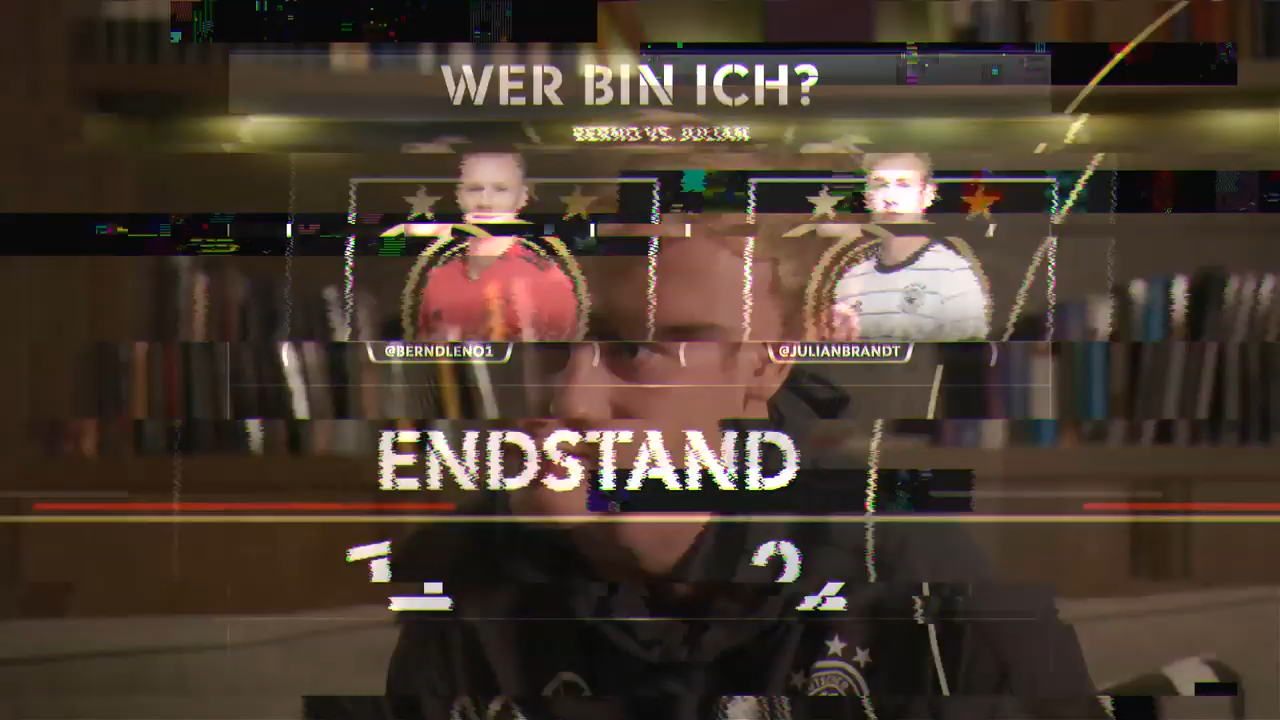 WER BIN ICH?
BERND VS. JULIAN
@BERNDLENO1
@JULIANBRANDT
ENDSTAND
1 2